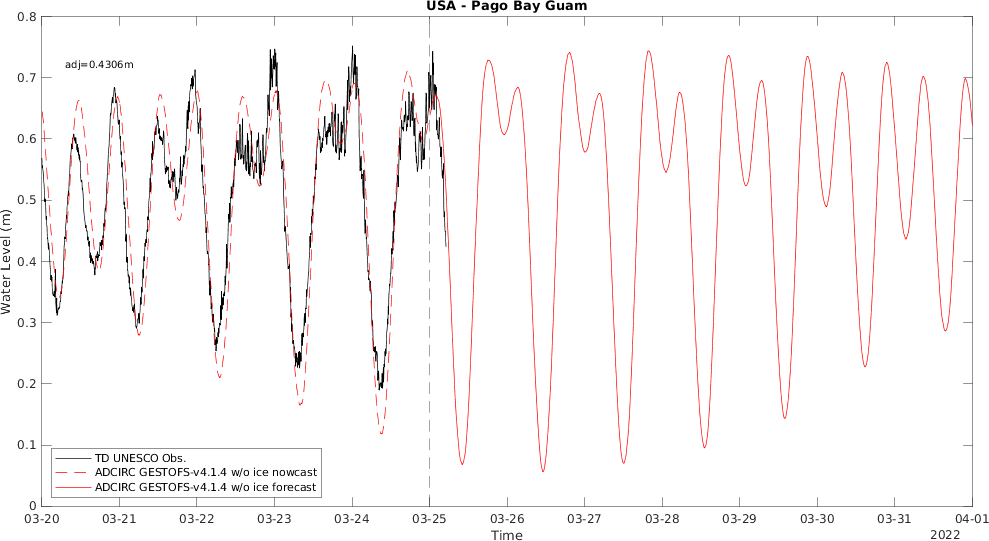 USA - Pago Bay Guam
0.8
adj=0.4306m
0.7
0.6
0.5
0.4
0.3
0.2
0.1
0
Water Level (m)
TD UNESCO Obs.
ADCIRC GESTOFS-v4.1.4 w/o ice nowcast
ADCIRC GESTOFS-v4.1.4 w/o ice forecast
03-20 03-21 03-22 03-23 03-24 03-25 03-26 03-27 03-28 03-29 03-30 03-31 04-01
Time
2022